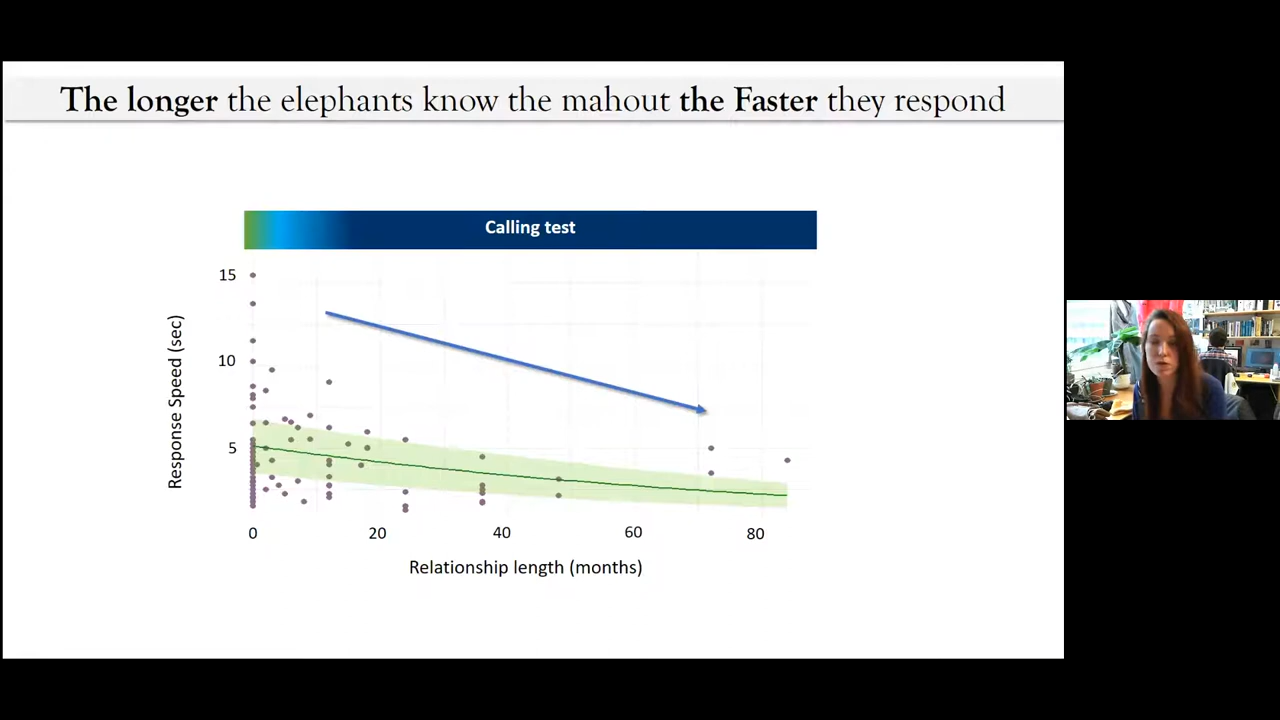 The longer the elephants know the mahout the Faster they respond
Calling test
15
10
5
Response Speed (sec)
0 20 40 60 80
Relationship length (months)